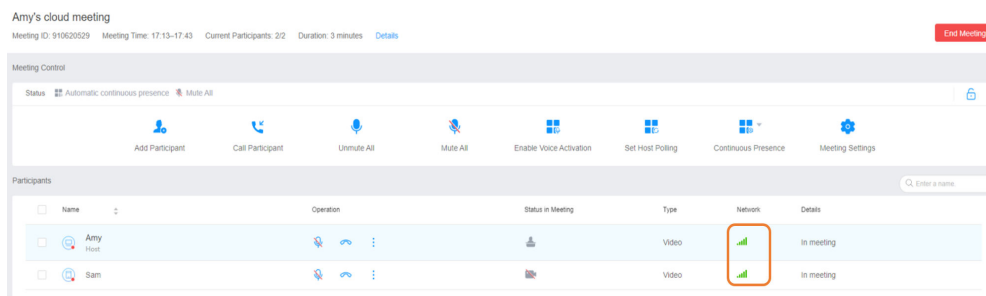 Amy's cloud meeting
Meeting ID: 910620529 Meeting Time: 17:13–17:43 Current Participants: 2/2 Duration: 3 minutes Details
End Meeting
Meeting Control
Status Automatic continuous presence Mute All
Add Participant Call Participant Unmute All Mute All Enable Voice Activation Set Host Polling Continuous Presence Meeting Settings
Participants
Enter a name.
Name Operation Status in Meeting Type Network Details
Amy Video In meeting
Host
Sam Video In meeting